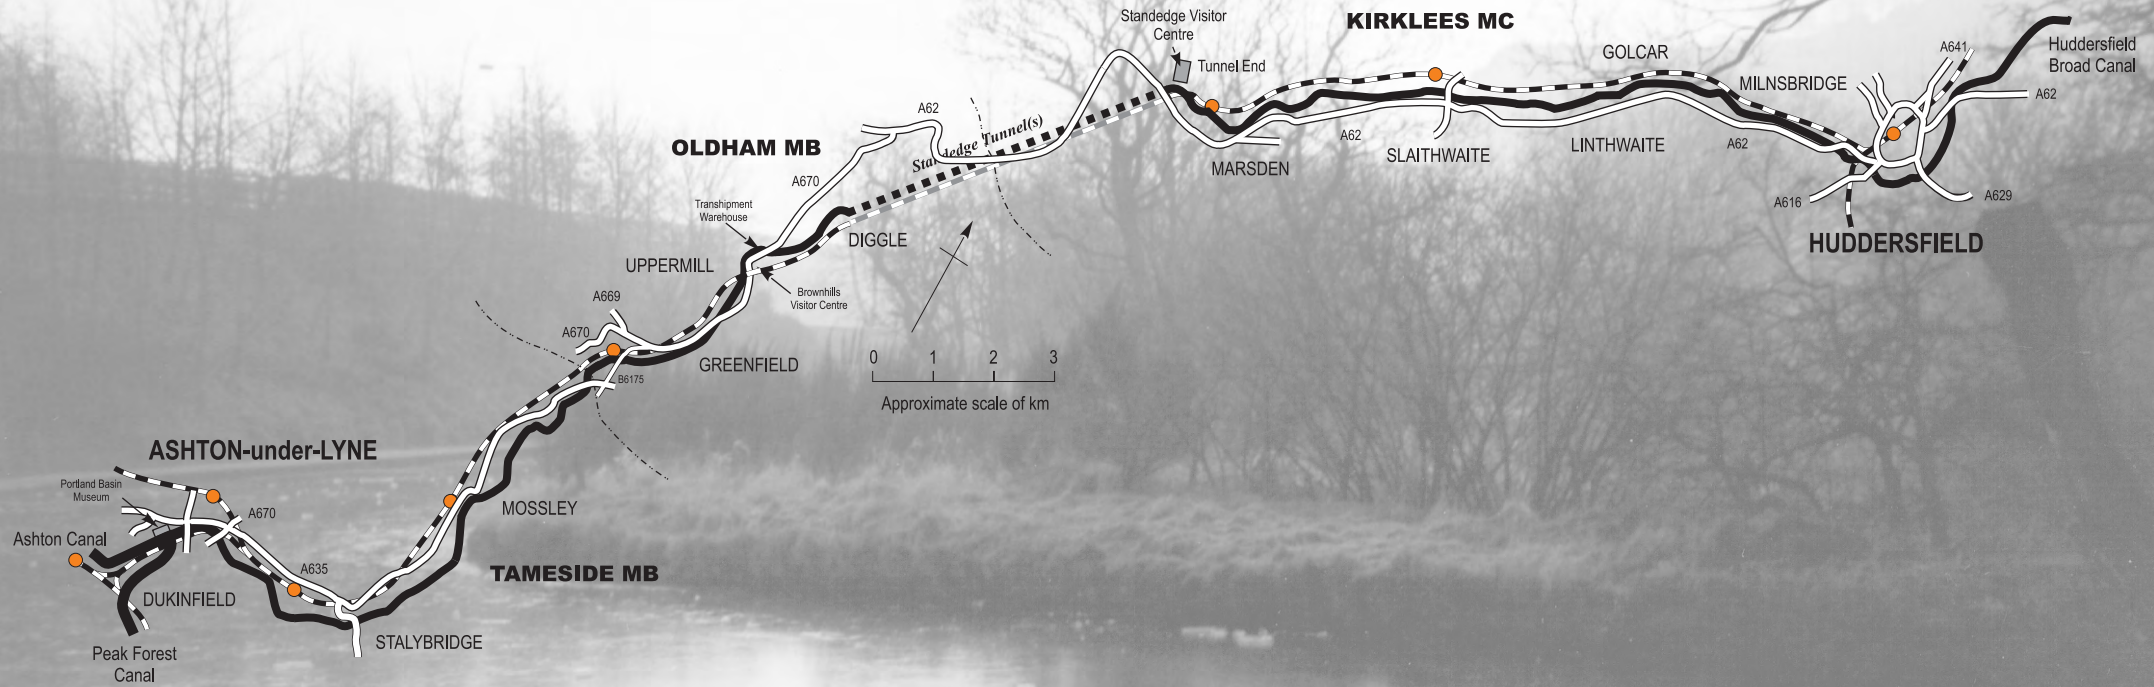 Standedge Visitor
Centre
KIRKLEES MC
Tunnel End
GOLCAR
A641
Huddersfield
Broad Canal
MILNSBRIDGE
A62
A62
OLDHAM MB
Standedge Tunnel(s)
A62
SLAITHWAITE
LINTHWAITE
A62
MARSDEN
A670
A616
A629
Transhipment
Warehouse
DIGGLE
HUDDERSFIELD
UPPERMILL
Brownhills
Visitor Centre
A669
A670
GREENFIELD
B6175
0 1 2 3
Approximate scale of km
ASHTON-under-LYNE
Portland Basin
Museum
A670
MOSSLEY
Ashton Canal
A635
TAMESIDE MB
DUKINFIELD
STALYBRIDGE
Peak Forest
Canal